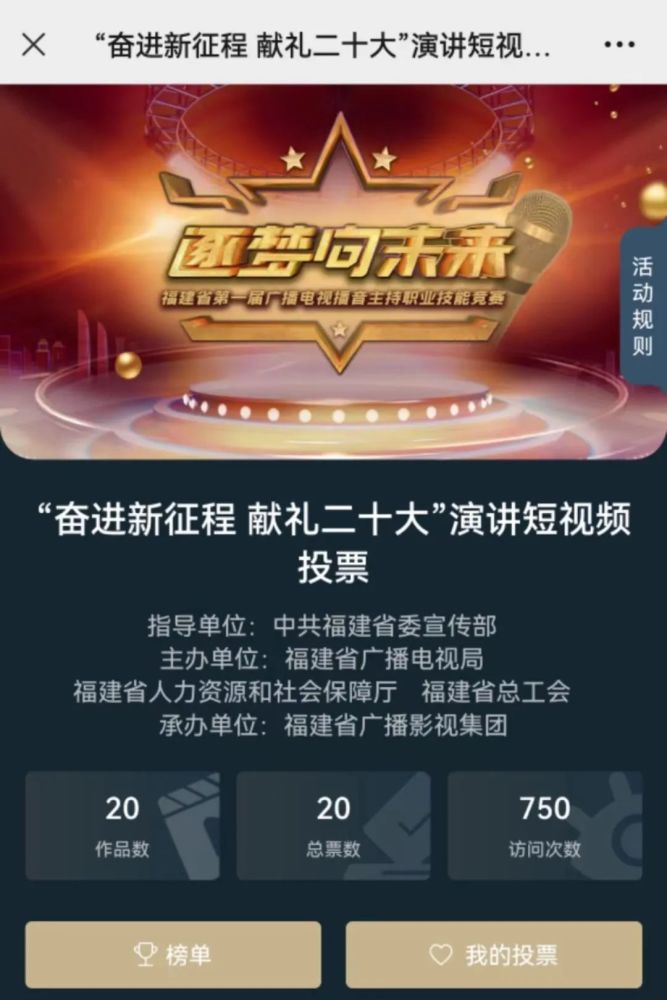 “奋进新征程 献礼二十大”演讲短视...
逐梦向未来
福建省第一届广播电视播音主持职业技能竞赛
活动规则
“奋进新征程 献礼二十大”演讲短视频
投票
指导单位：中共福建省委宣传部
主办单位：福建省广播电视局
福建省人力资源和社会保障厅 福建省总工会
承办单位：福建省广播影视集团
20 20 750
作品数 总票数 访问次数
榜单 我的投票